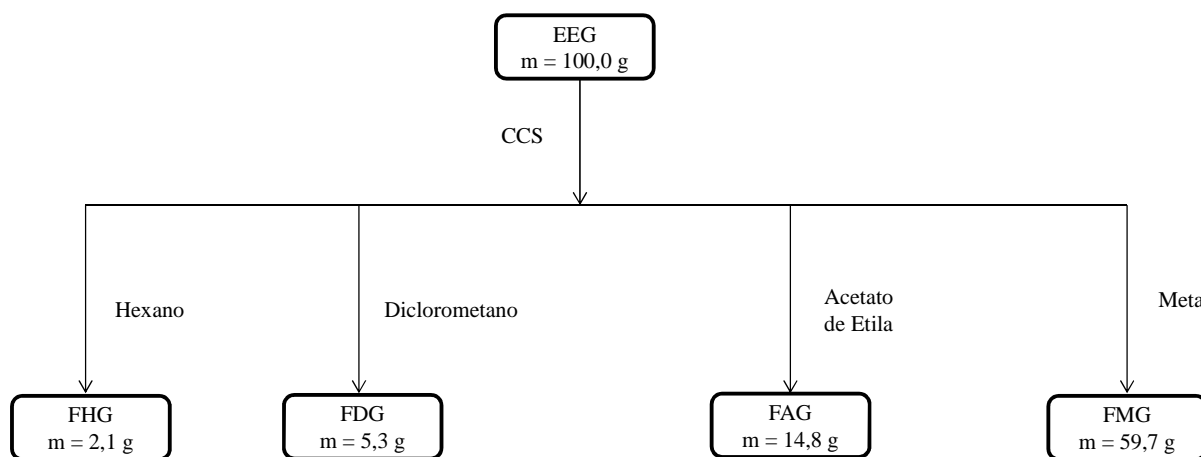 EEG
m = 100,0 g
CCS
Hexano
Diclorometano
Acetato
de Etila
Meta
FHG
m = 2,1 g
FDG
m = 5,3 g
FAG
m = 14,8 g
FMG
m = 59,7 g